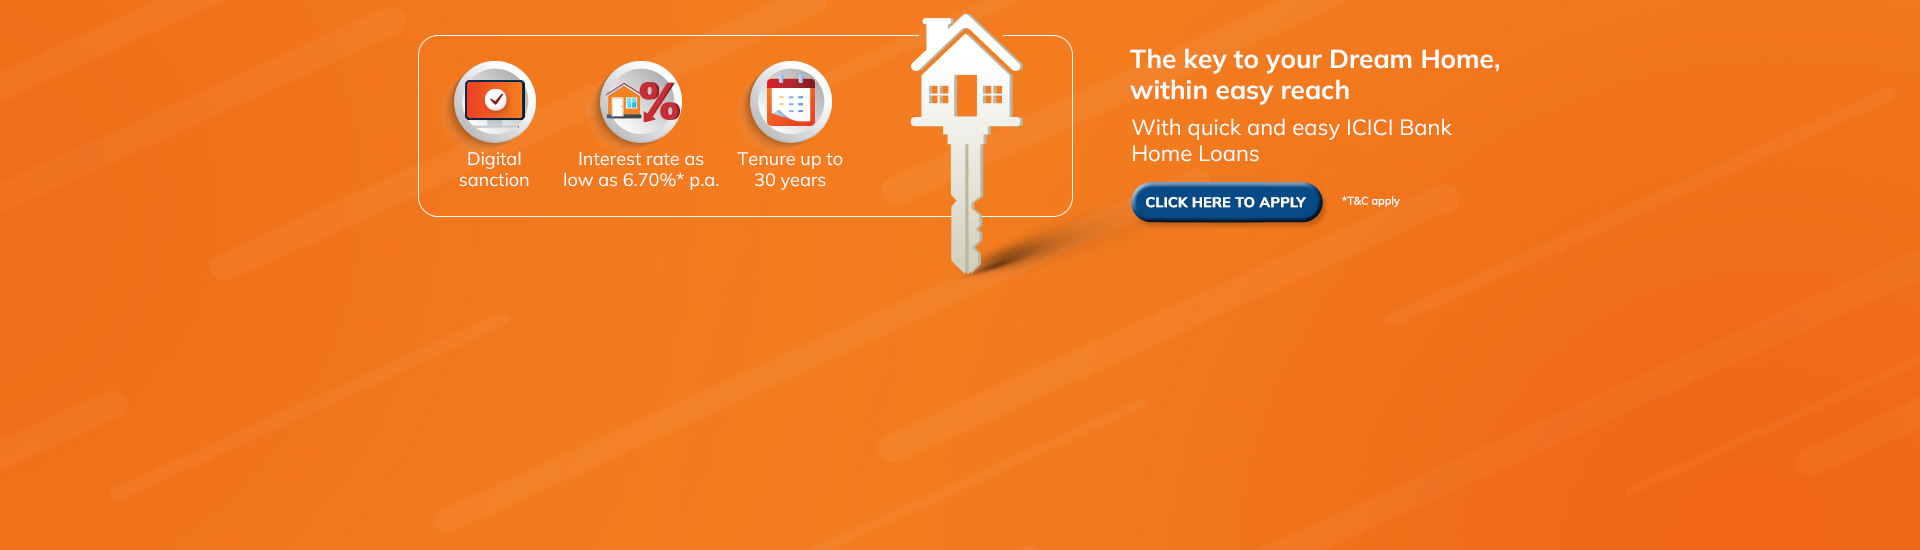 Digital
sanction
Interest rate as
low as 6.70%* p.a.
Tenure up to
30 years
The key to your Dream Home,
within easy reach
With quick and easy ICICI Bank
Home Loans
CLICK HERE TO APPLY
*T&C apply